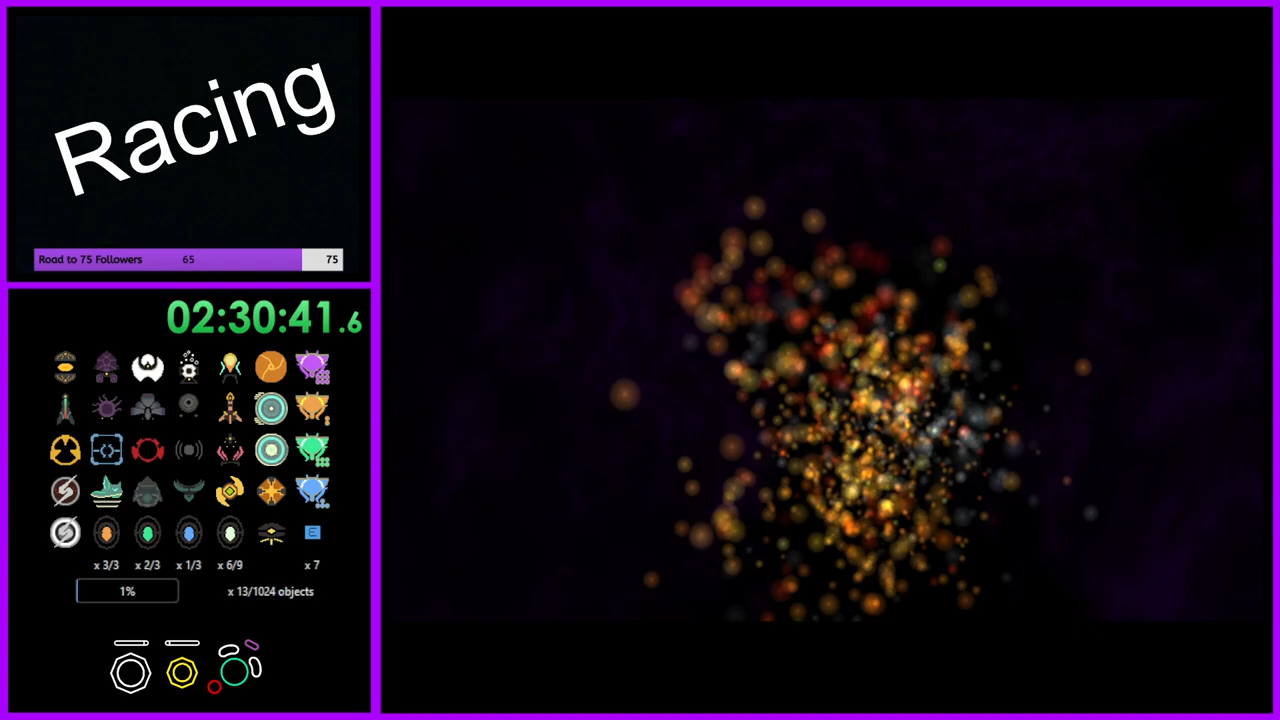 Racing
Road to 75 Followers 65 75
02:30:41.6
x 3/3 x 2/3 x 1/3 x 6/9 x 7
1% x 13/1024 objects